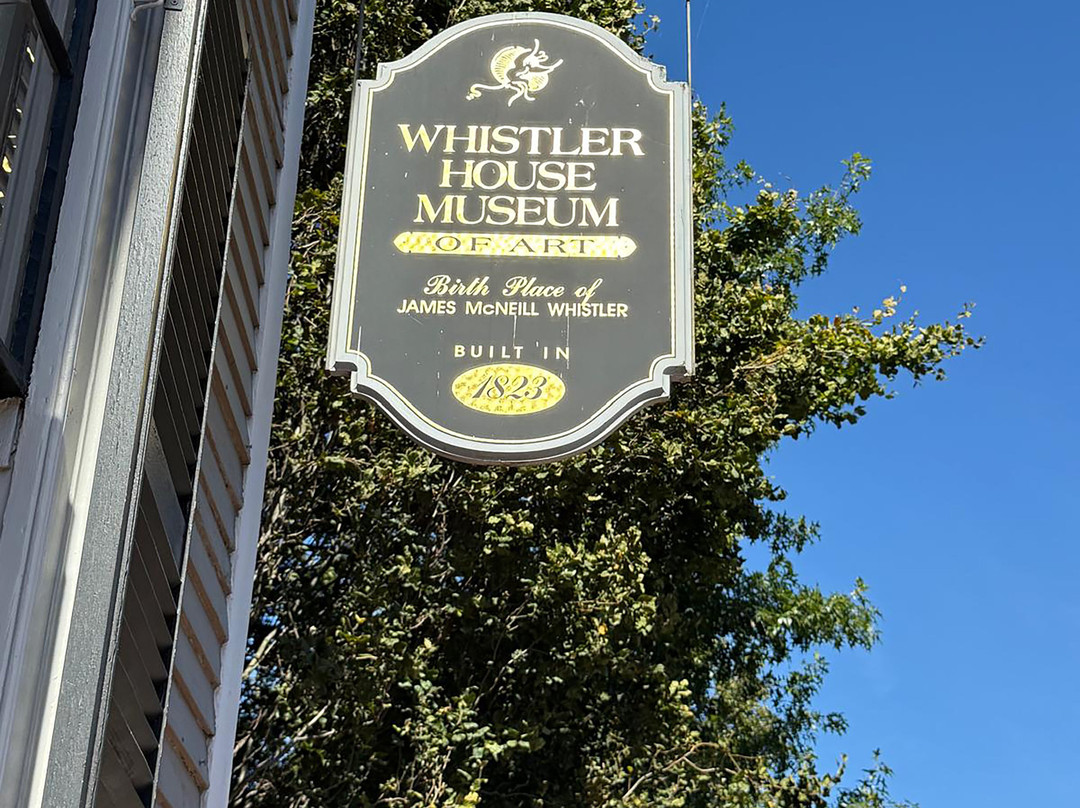 WHISTLER
HOUSE
MUSEUM
OF ART
Birth Place of
JAMES McNEILL WHISTLER
BUILT IN
1823